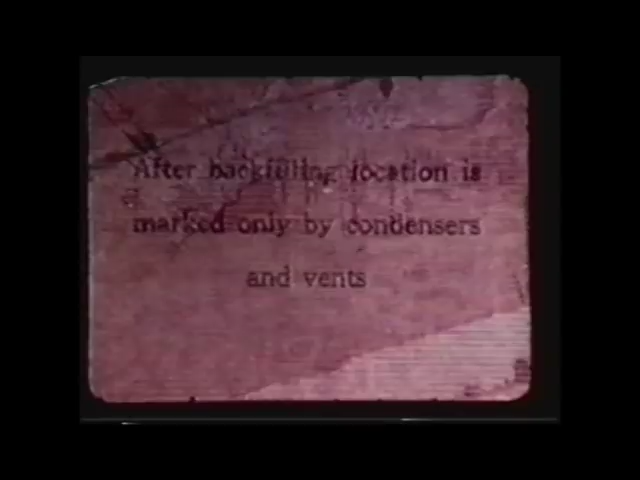 After backfilling location is
marked only by condensers
and vents